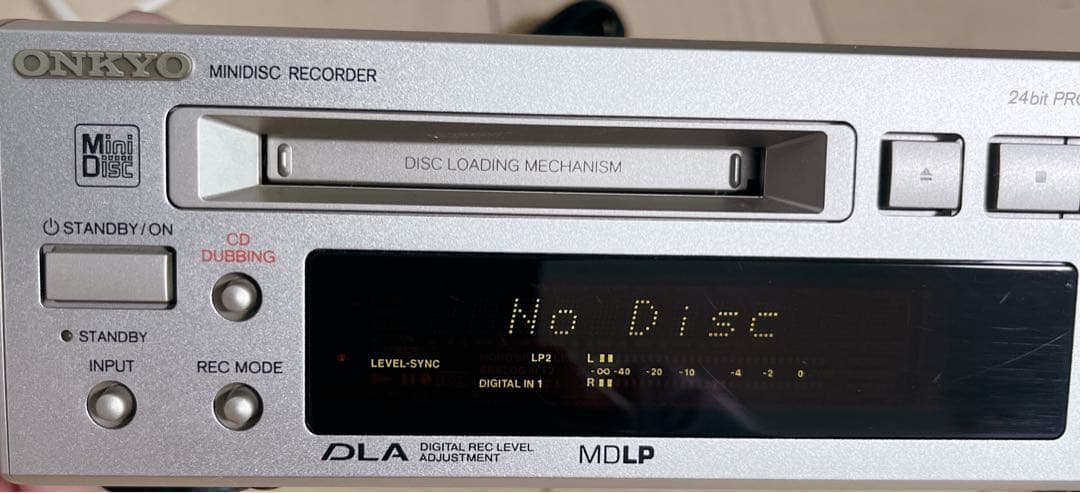 ONKYO
MINIDISC RECORDER
24bit
Mini
Disc
DISC LOADING MECHANISM
STANDBY/ON
CD
DUBBING
STANDBY
INPUT
REC MODE
No Disc
LEVEL-SYNC
LP2
DIGITAL IN 1
L
-∞ -40 -20 -10 -4 -2 0
R
DLA
DIGITAL REC LEVEL
ADJUSTMENT
MDLP